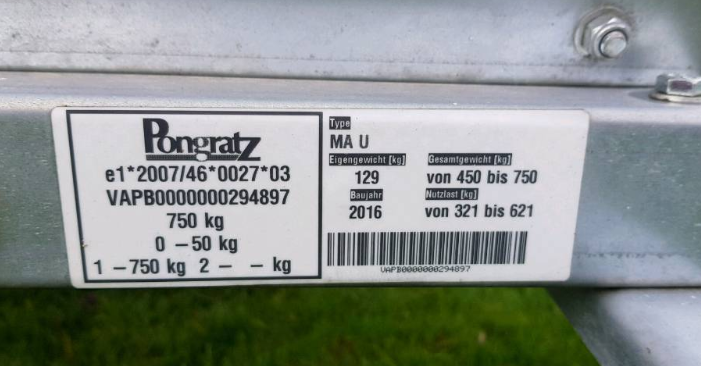 Pongratz
e1*2007/46*0027*03
VAPB0000000294897
750 kg
0 – 50 kg
1 – 750 kg 2 – – kg
Type
MA U
Eigengewicht [kg] Gesamtgewicht [kg]
129 von 450 bis 750
Baujahr Nutzlast [kg]
2016 von 321 bis 621
VAPB0000000294897